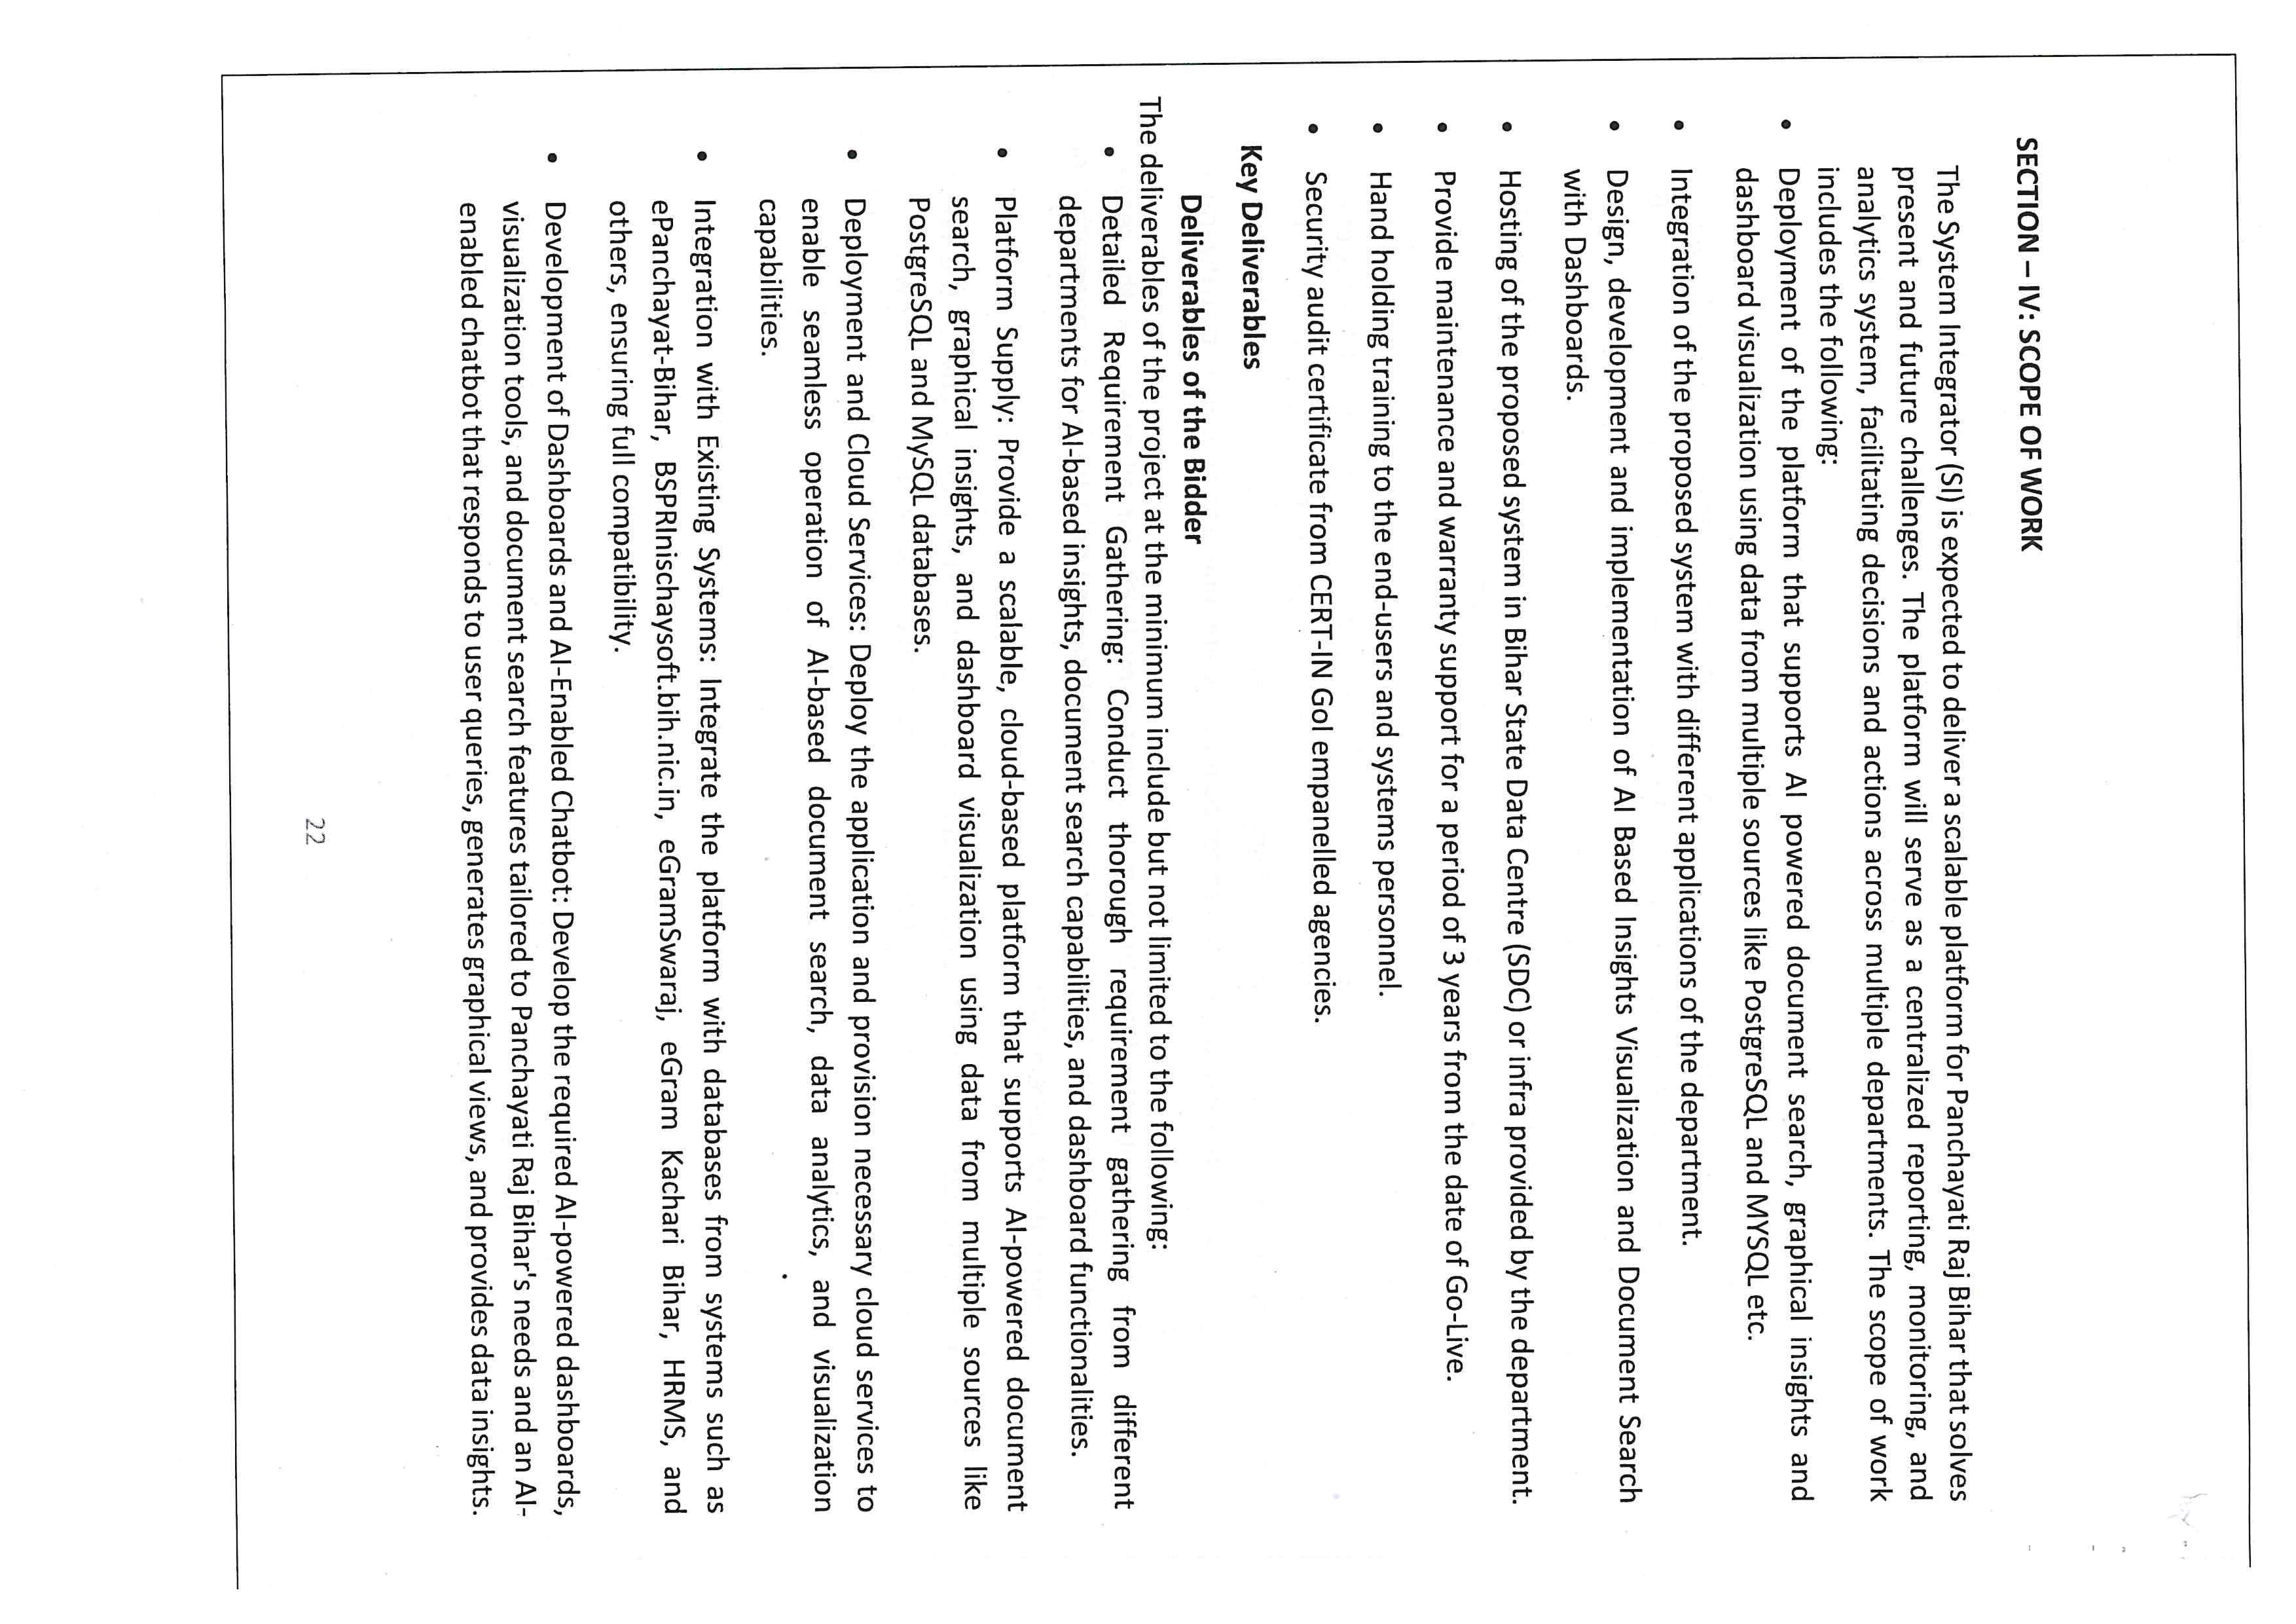 SECTION – IV: SCOPE OF WORK
The System Integrator (SI) is expected to deliver a scalable platform for Panchayati Raj Bihar that solves
present and future challenges. The platform will serve as a centralized reporting, monitoring, and
analytics system, facilitating decisions and actions across multiple departments. The scope of work
includes the following:
• Deployment of the platform that supports AI powered document search, graphical insights and
dashboard visualization using data from multiple sources like PostgreSQL and MYSQL etc.
• Integration of the proposed system with different applications of the department.
• Design, development and implementation of AI Based Insights Visualization and Document Search
with Dashboards.
• Hosting of the proposed system in Bihar State Data Centre (SDC) or infra provided by the department.
• Provide maintenance and warranty support for a period of 3 years from the date of Go-Live.
• Hand holding training to the end-users and systems personnel.
• Security audit certificate from CERT-IN GoI empanelled agencies.
Key Deliverables
Deliverables of the Bidder
The deliverables of the project at the minimum include but not limited to the following:
• Detailed Requirement Gathering: Conduct thorough requirement gathering from different
departments for AI-based insights, document search capabilities, and dashboard functionalities.
• Platform Supply: Provide a scalable, cloud-based platform that supports AI-powered document
search, graphical insights, and dashboard visualization using data from multiple sources like
PostgreSQL and MySQL databases.
• Deployment and Cloud Services: Deploy the application and provision necessary cloud services to
enable seamless operation of AI-based document search, data analytics, and visualization
capabilities.
• Integration with Existing Systems: Integrate the platform with databases from systems such as
ePanchayat-Bihar, BSPRInischaysoft.bih.nic.in, eGramSwaraj, eGram Kachari Bihar, HRMS, and
others, ensuring full compatibility.
• Development of Dashboards and AI-Enabled Chatbot: Develop the required AI-powered dashboards,
visualization tools, and document search features tailored to Panchayati Raj Bihar's needs and an AI-
enabled chatbot that responds to user queries, generates graphical views, and provides data insights.
22